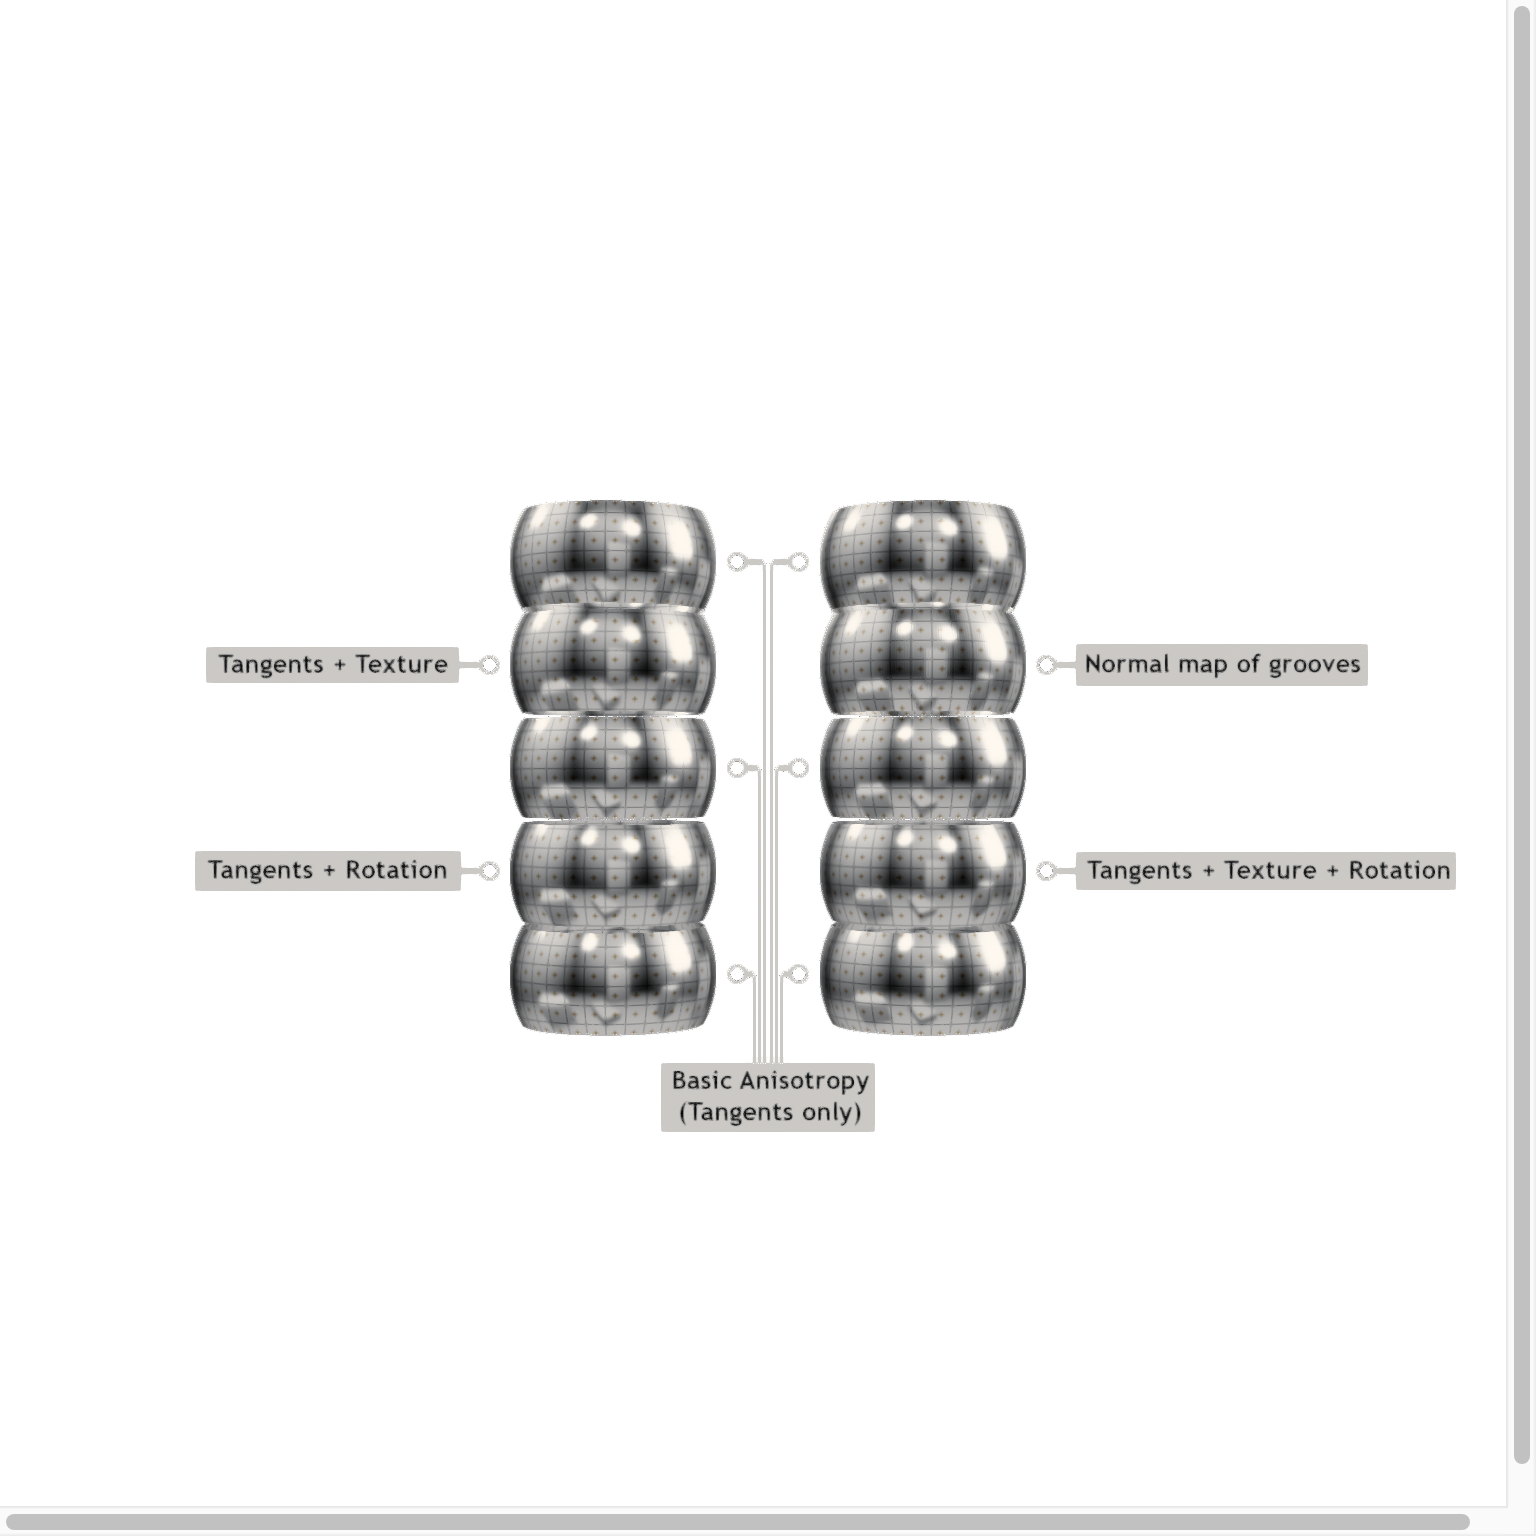 Tangents + Texture
Normal map of grooves
Tangents + Rotation
Tangents + Texture + Rotation
Basic Anisotropy
(Tangents only)